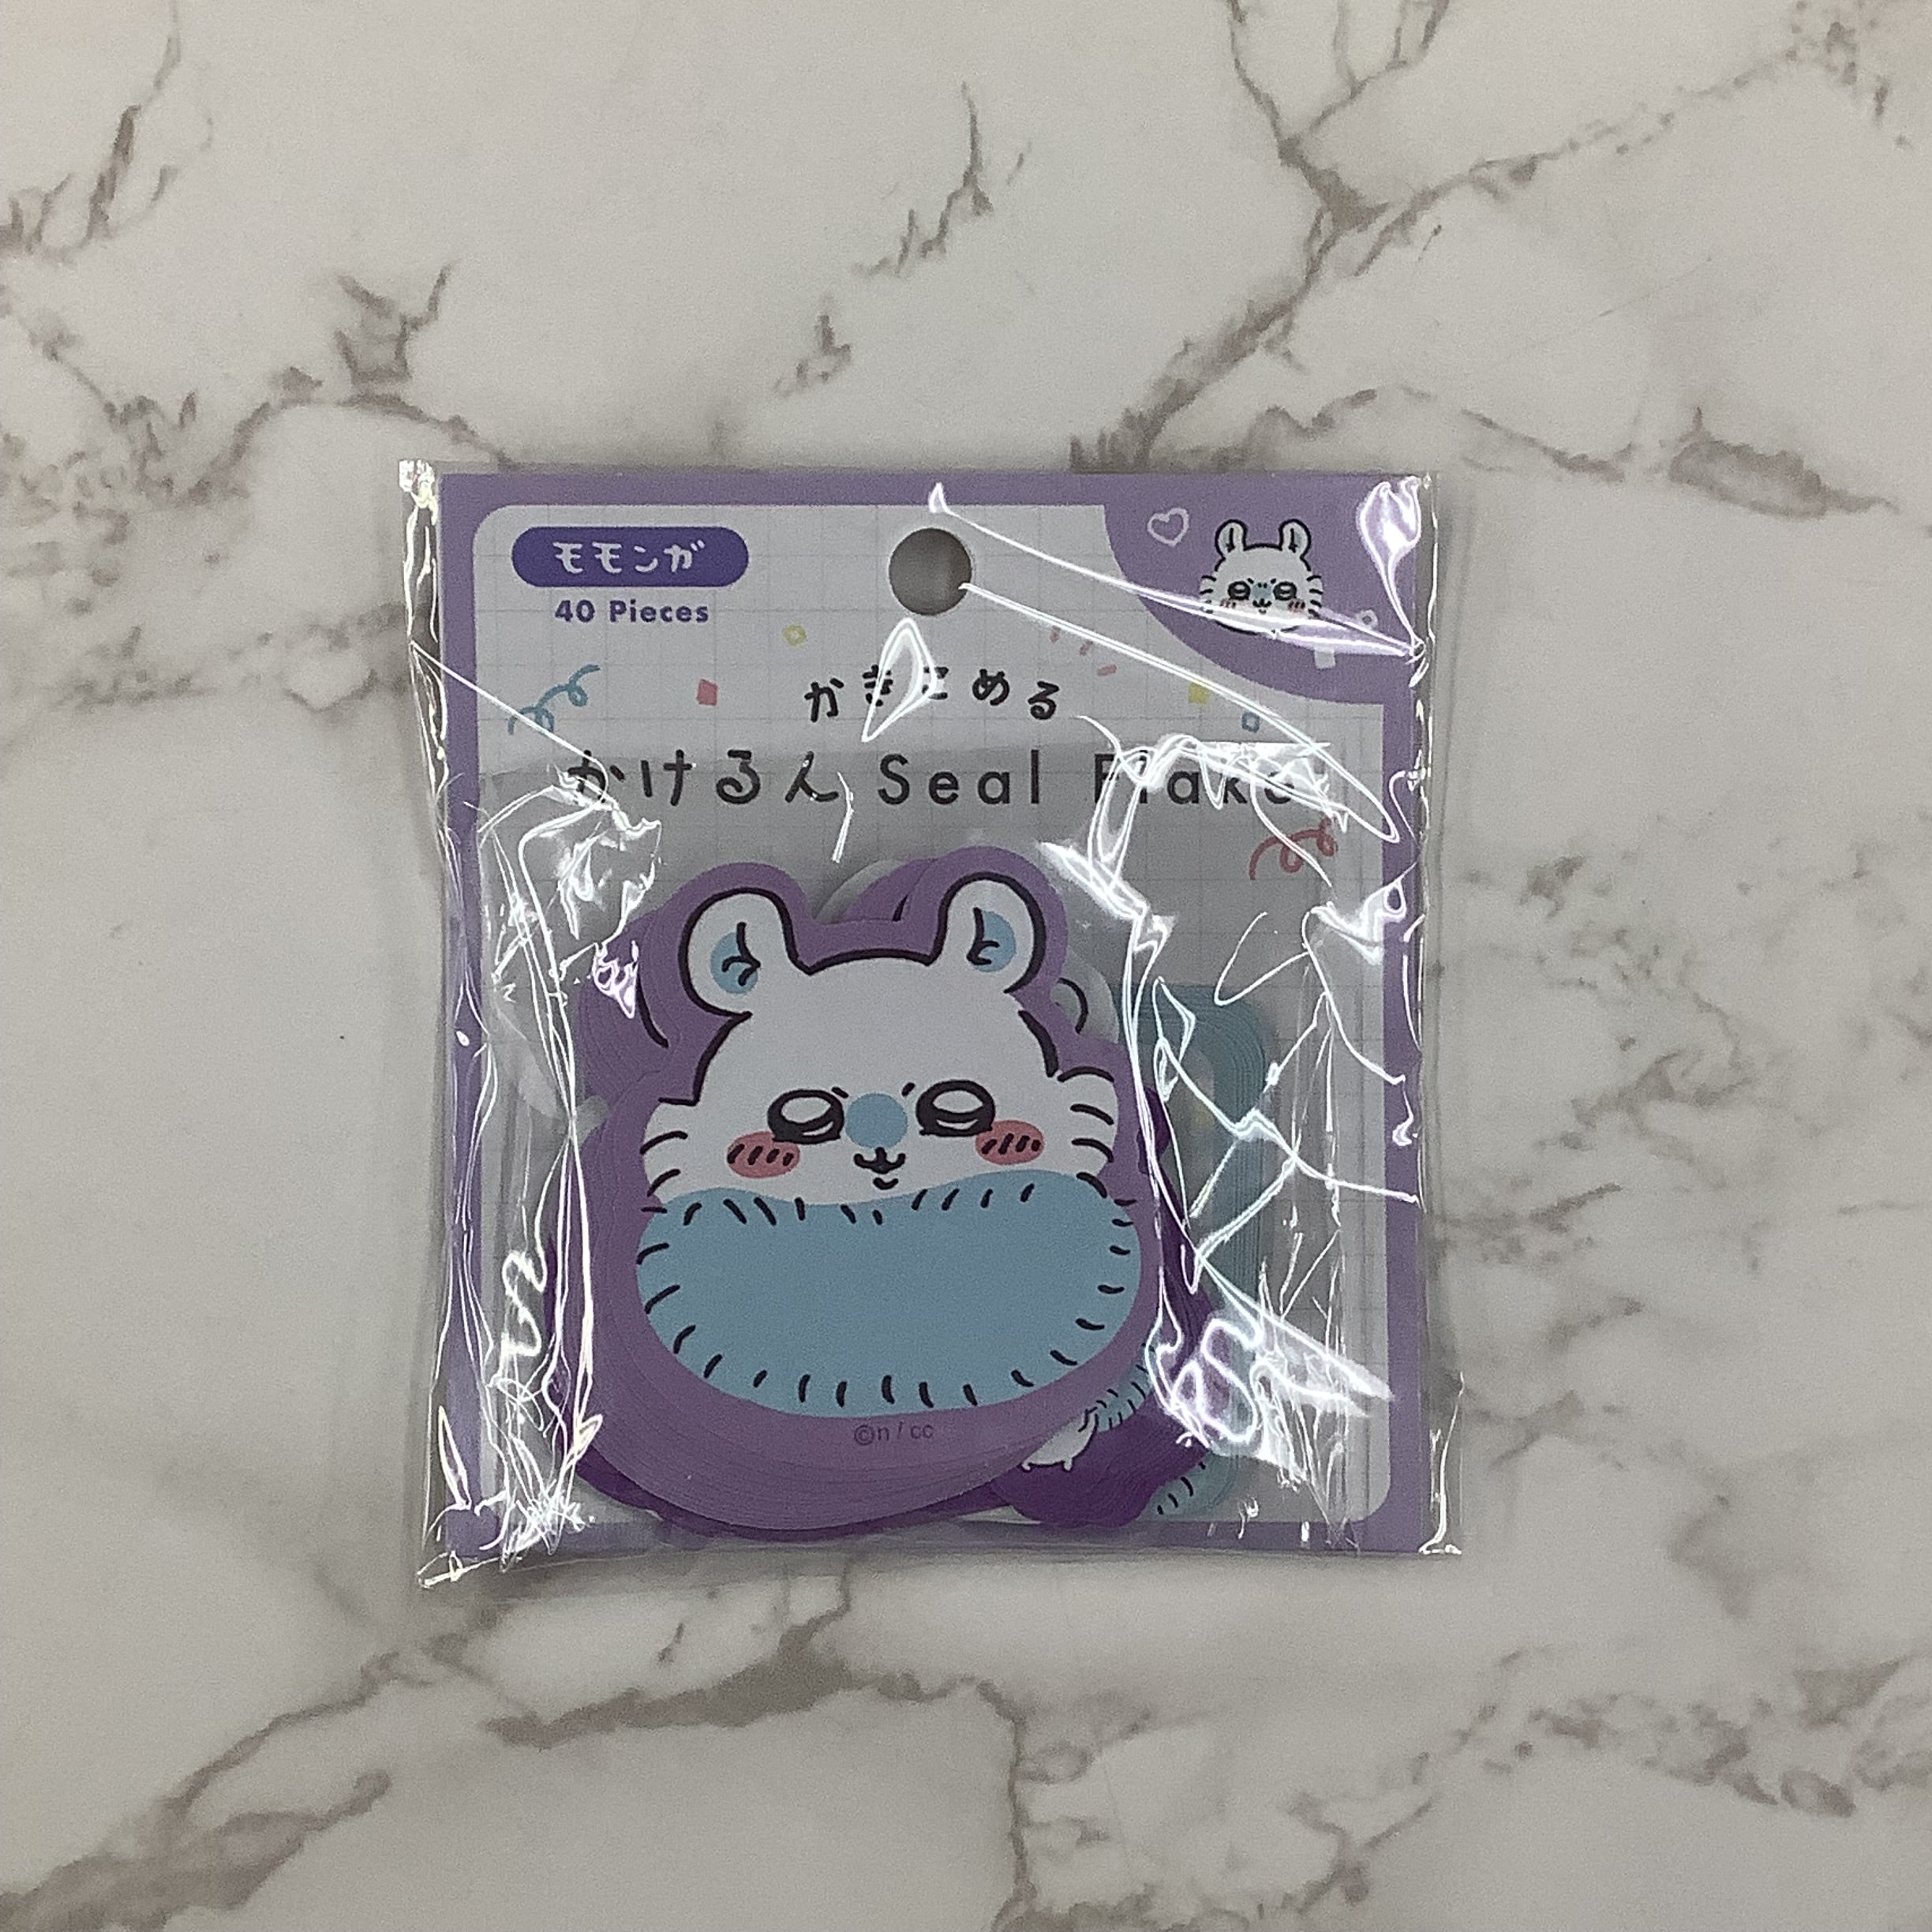 モモンガ
40 Pieces
かきこめる
かけるん Seal Flake
©n / cc